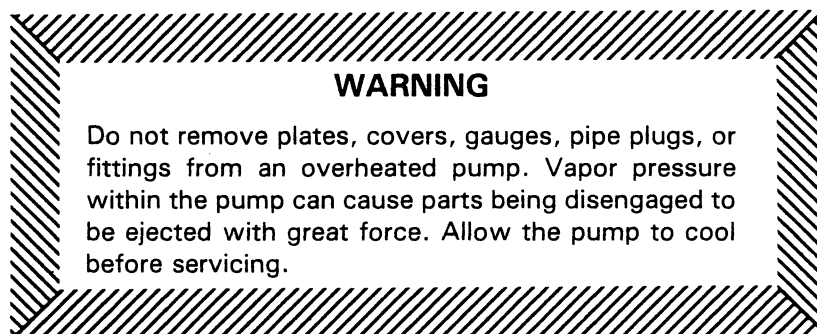 WARNING
Do not remove plates, covers, gauges, pipe plugs, or
fittings from an overheated pump. Vapor pressure
within the pump can cause parts being disengaged to
be ejected with great force. Allow the pump to cool
before servicing.